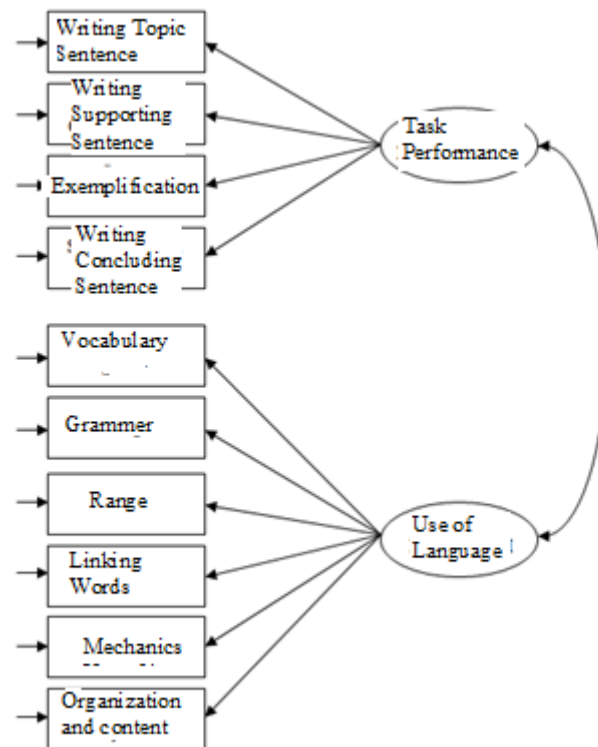 Writing Topic
Sentence
Writing
Supporting
Sentence
Task
Performance
Exemplification
Writing
Concluding
Sentence
Vocabulary
Grammer
Range
Use of
Language
Linking
Words
Mechanics
Organization
and content